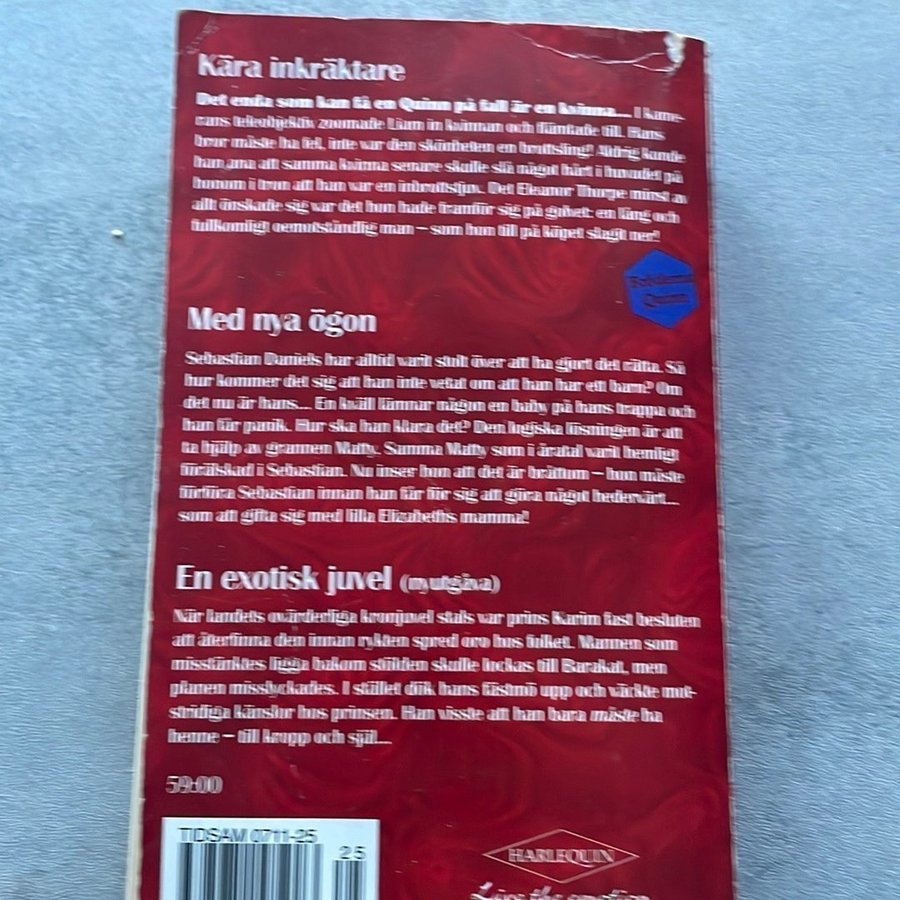 Kära inkräktare
Det enda som kan få en Quinn på fall är en kvinna... I kame-
rans teleobjektiv zoomade Liam in kvinnan och flämtade till. Hans
bror måste ha fel, inte var den skönheten en brottsling! Aldrig kunde
han ana att samma kvinna senare skulle slå något hårt i huvudet på
honom i tron att han var en inbrottstjuv. Det Eleanor Thorpe minst av
allt önskade sig var det hon hade framför sig på golvet: en lång och
fullkomligt oemotståndlig man – som hon till på köpet slagit ner!
Quinn
Med nya ögon
Sebastian Daniels har alltid varit stolt över att ha gjort det rätta. Så
hur kommer det sig att han inte vetat om att han har ett barn? Om
det nu är hans... En kväll lämnar någon en baby på hans trappa och
han får panik. Hur ska han klara det? Den logiska lösningen är att
ta hjälp av grannen Matty. Samma Matty som i åratal varit hemligt
förälskad i Sebastian. Nu inser hon att det är bråttom – hon måste
förföra Sebastian innan han får för sig att göra något hedervärt...
som att gifta sig med lilla Elizabeths mamma!
En exotisk juvel (nyutgåva)
När landets ovärderliga kronjuvel stals var prins Karim fast besluten
att återfinna den innan rykten spred oro hos folket. Mannen som
misstänktes ligga bakom stölden skulle lockas till Barakat, men
planen misslyckades. I stället dök hans fästmö upp och väckte mot-
stridiga känslor hos prinsen. Han visste att han bara måste ha
henne – till kropp och själ...
59:00
TIDSAM 0711-25
25
HARLEQUIN